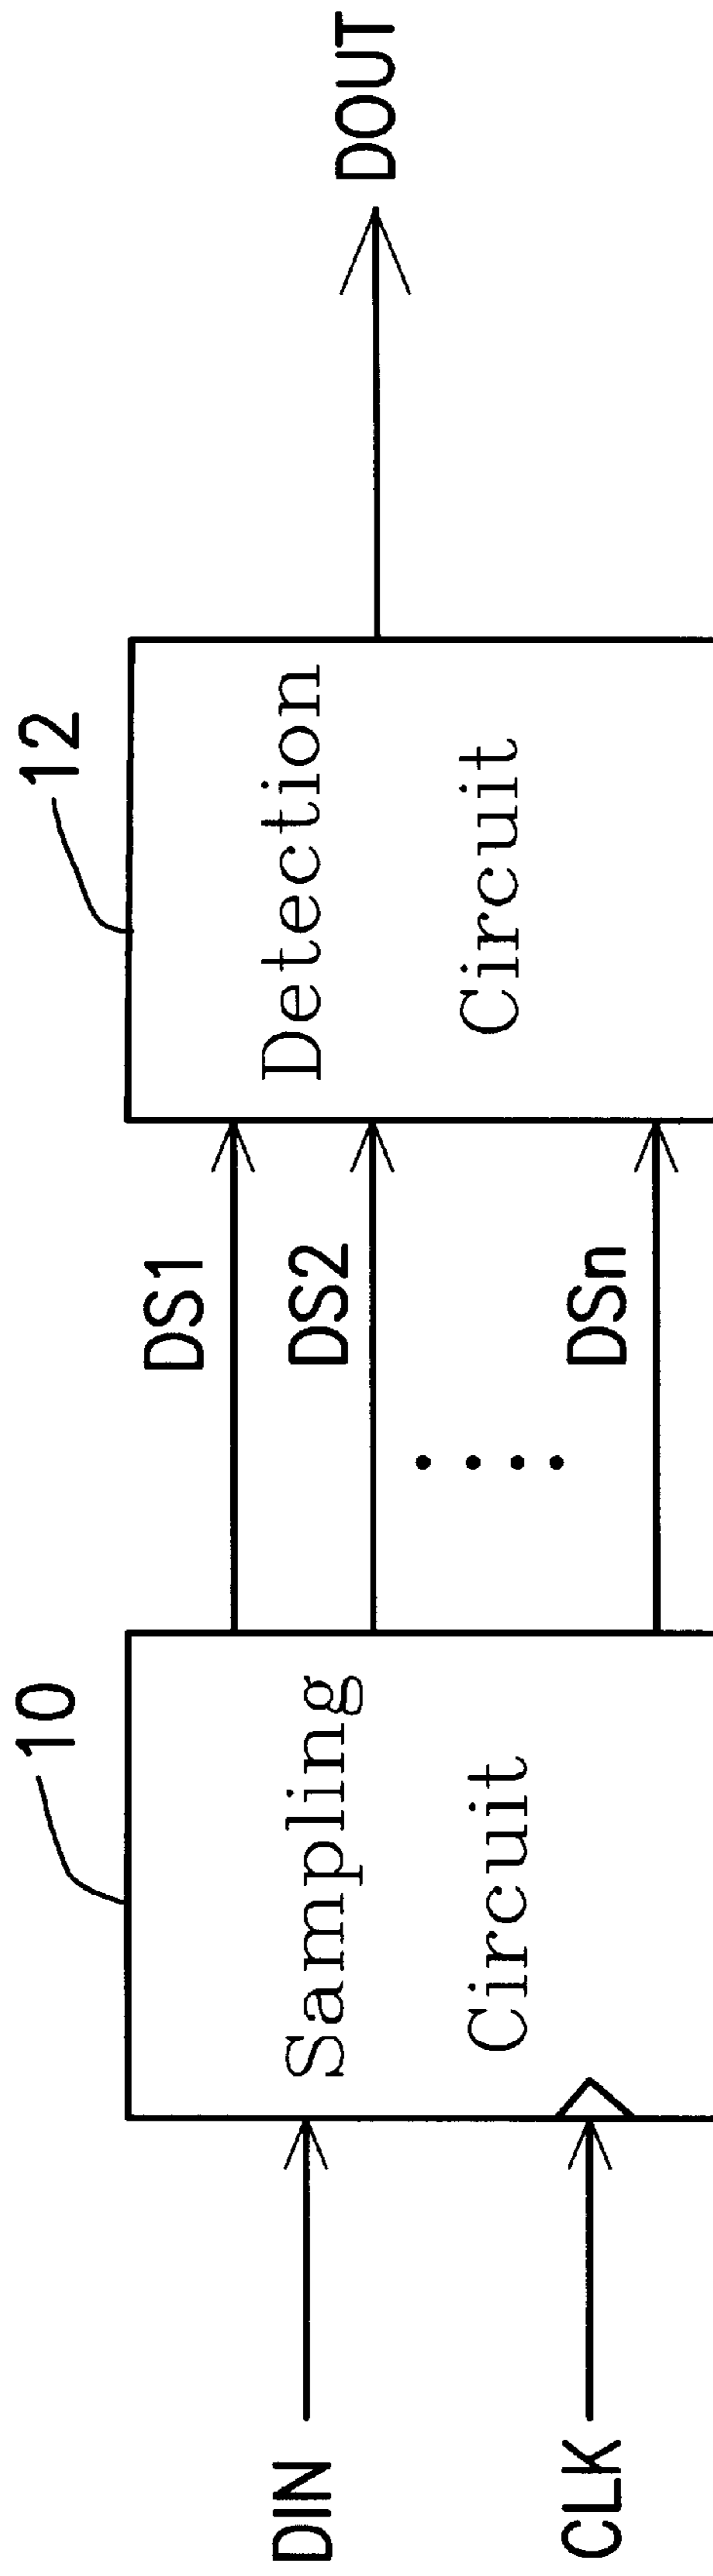 10
12
Sampling
Circuit
Detection
Circuit
DIN
CLK
DS1
DS2
....
DSn
DOUT